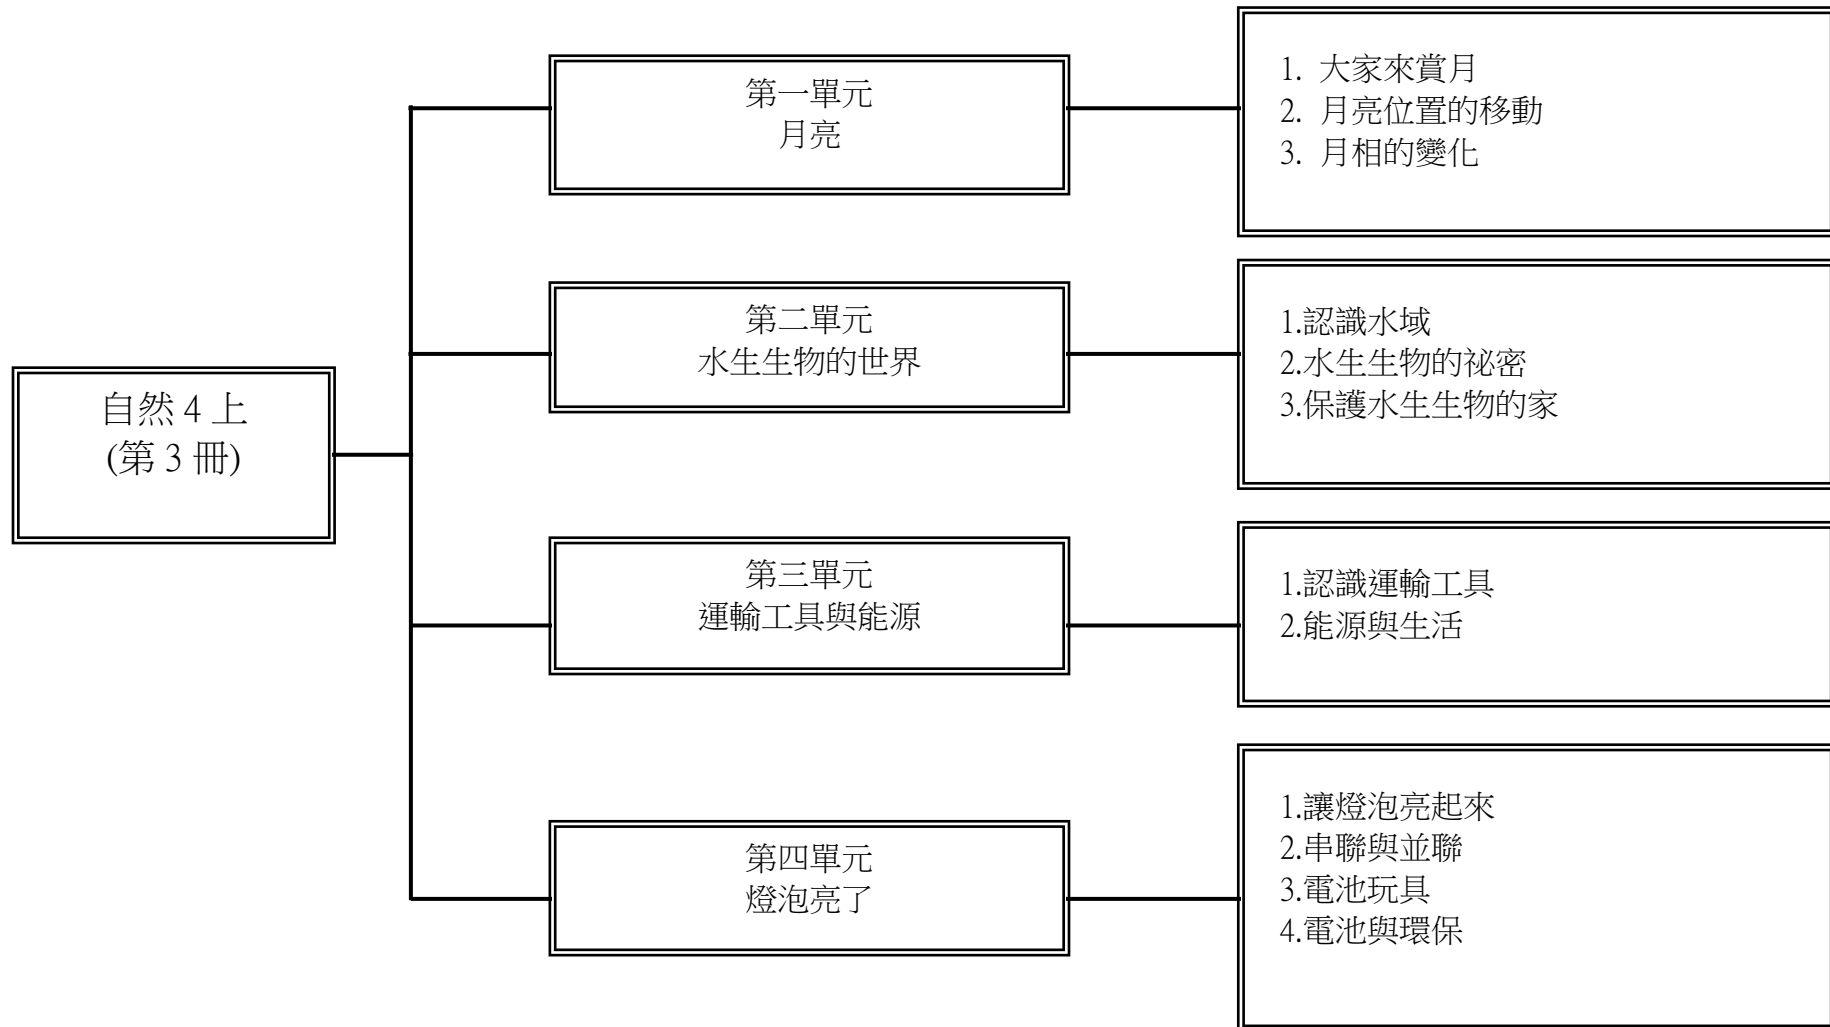 自然 4 上
(第 3 冊)
第一單元
月亮
1. 大家來賞月
2. 月亮位置的移動
3. 月相的變化
第二單元
水生生物的世界
1.認識水域
2.水生生物的祕密
3.保護水生生物的家
第三單元
運輸工具與能源
1.認識運輸工具
2.能源與生活
第四單元
燈泡亮了
1.讓燈泡亮起來
2.串聯與並聯
3.電池玩具
4.電池與環保